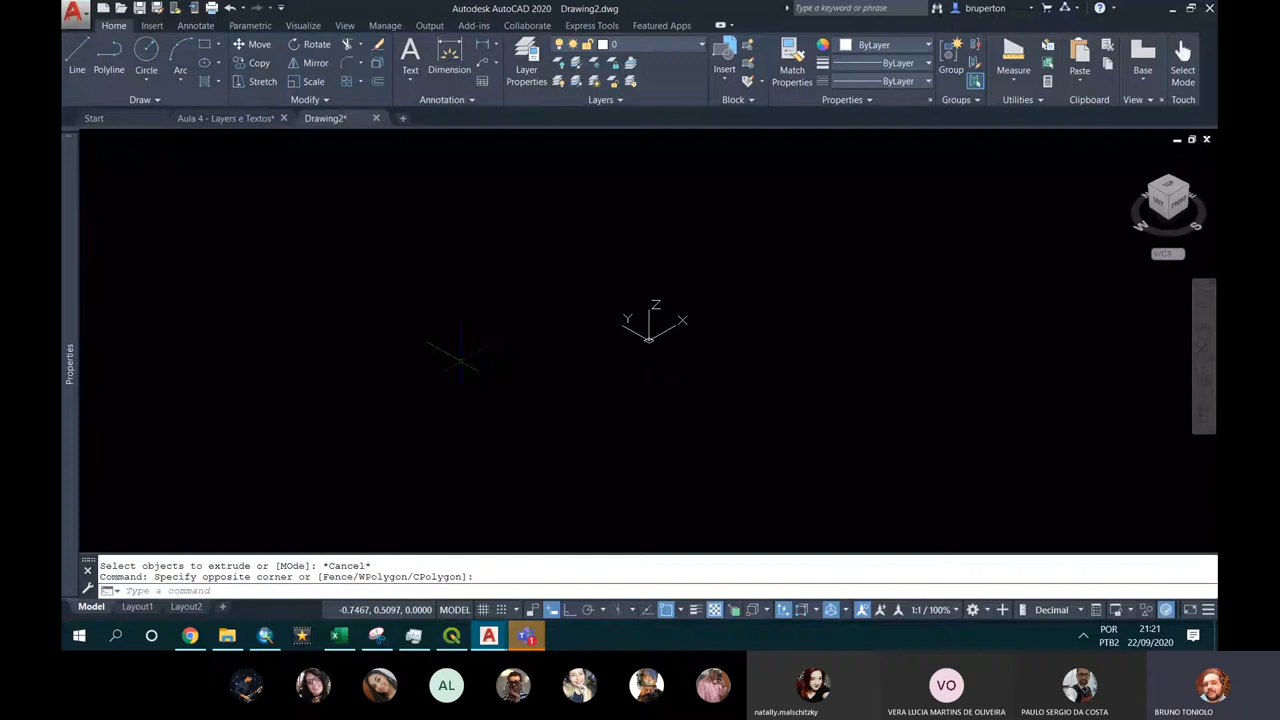 Autodesk AutoCAD 2020 Drawing2.dwg
Type a keyword or phrase
bruperton
Home Insert Annotate Parametric Visualize View Manage Output Add-ins Collaborate Express Tools Featured Apps
Line Polyline Circle Arc
Move Rotate
Copy Mirror
Stretch Scale
Text Dimension
Layer Properties
0
Insert
Match Properties
ByLayer
ByLayer
ByLayer
Group Measure Paste Base
Select Mode
Draw Modify Annotation Layers Block Properties Groups Utilities Clipboard View Touch
Start Aula 4 - Layers e Textos* Drawing2*
LEFT FRONT
W S
WCS
Z
Y X
Properties
Select objects to extrude or [MOde]: *Cancel*
Command: Specify opposite corner or [Fence/WPolygon/CPolygon]:
Type a command
Model Layout1 Layout2
-0.7467, 0.5097, 0.0000 MODEL 1:1 / 100% Decimal
POR 21:21
PTB2 22/09/2020
AL
VO
natally.malschitzky VERA LUCIA MARTINS DE OLIVEIRA PAULO SERGIO DA COSTA BRUNO TONIOLO